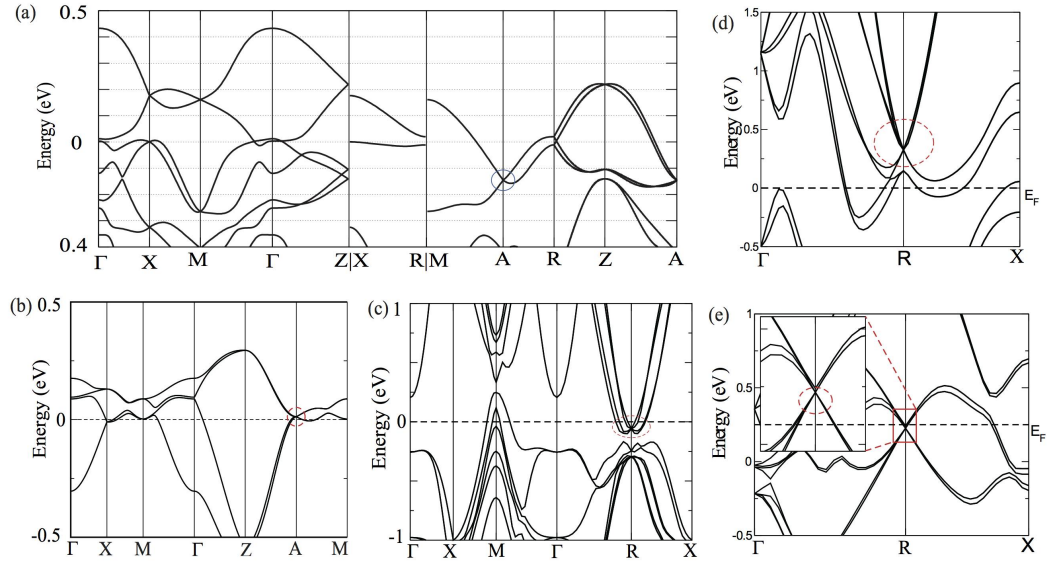 (a)
0.5
Energy (eV)
0
0.4
Γ X M Γ Z|X R|M A R Z A
(b)
0.5
Energy (eV)
0
-0.5
Γ X M Γ Z A M
(c)
1
Energy (eV)
0
-1
Γ X M Γ R X
(d)
1.5
1
Energy (eV)
0.5
0
-0.5
E_F
Γ R X
(e)
1
Energy (eV)
0.5
0
-0.5
E_F
Γ R X